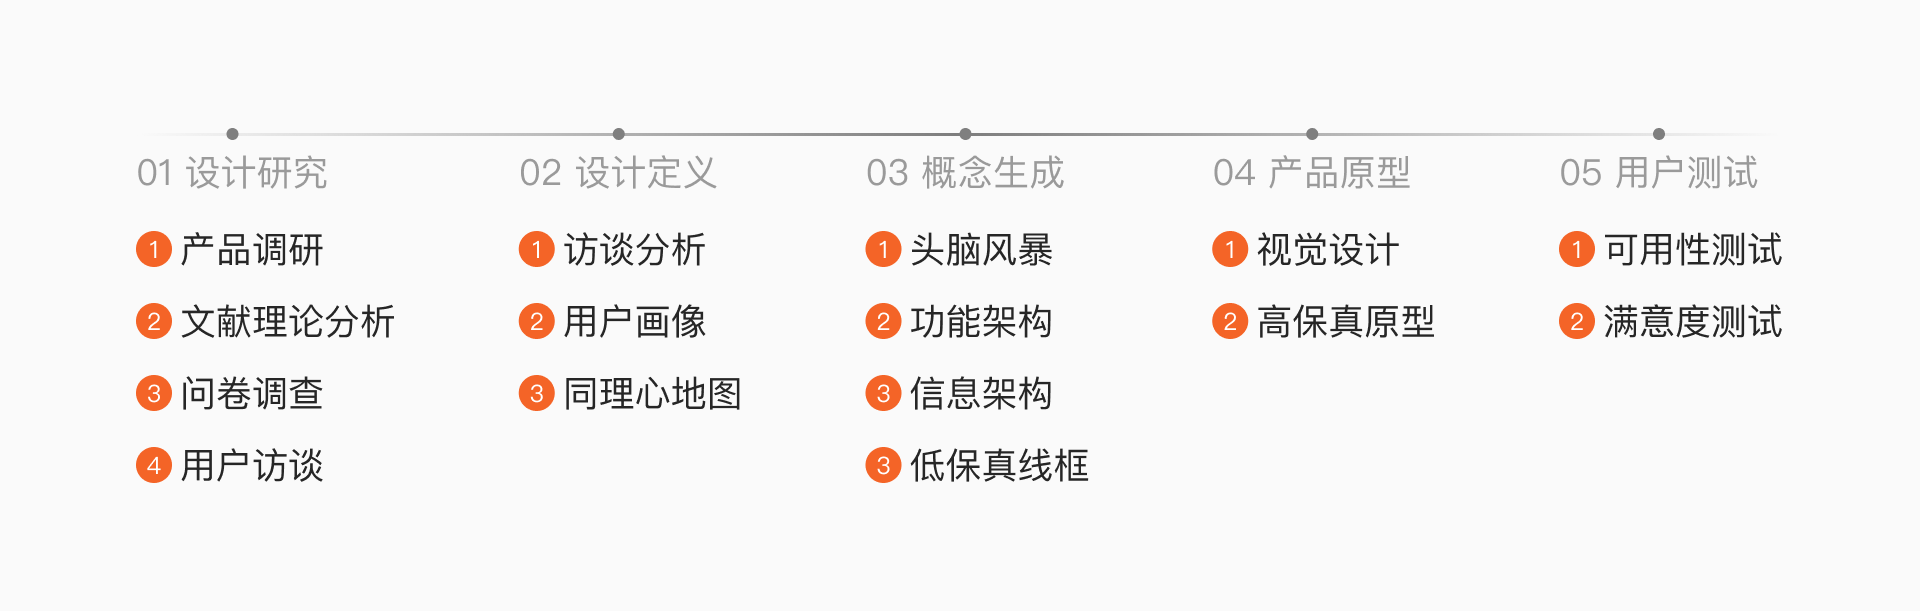 01 设计研究
1 产品调研
2 文献理论分析
3 问卷调查
4 用户访谈
02 设计定义
1 访谈分析
2 用户画像
3 同理心地图
03 概念生成
1 头脑风暴
2 功能架构
3 信息架构
3 低保真线框
04 产品原型
1 视觉设计
2 高保真原型
05 用户测试
1 可用性测试
2 满意度测试